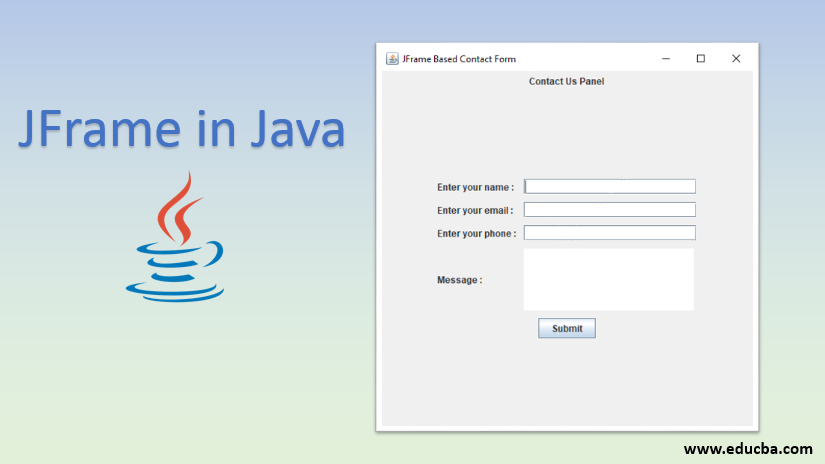 JFrame in Java
JFrame Based Contact Form
Contact Us Panel
Enter your name :
Enter your email :
Enter your phone :
Message :
Submit
www.educba.com